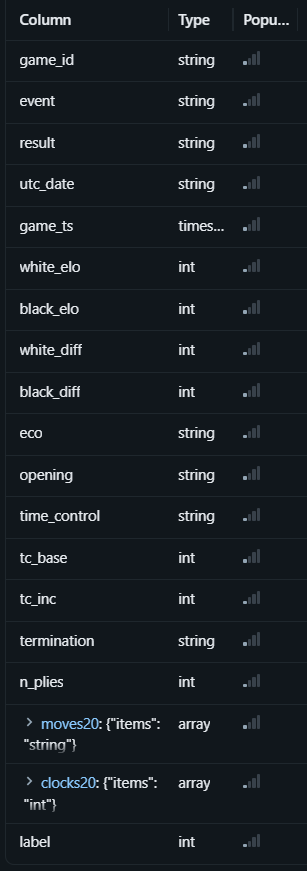 Column Type Popu...
game_id string
event string
result string
utc_date string
game_ts times...
white_elo int
black_elo int
white_diff int
black_diff int
eco string
opening string
time_control string
tc_base int
tc_inc int
termination string
n_plies int
moves20: {"items": array
"string"}
clocks20: {"items": array
"int"}
label int